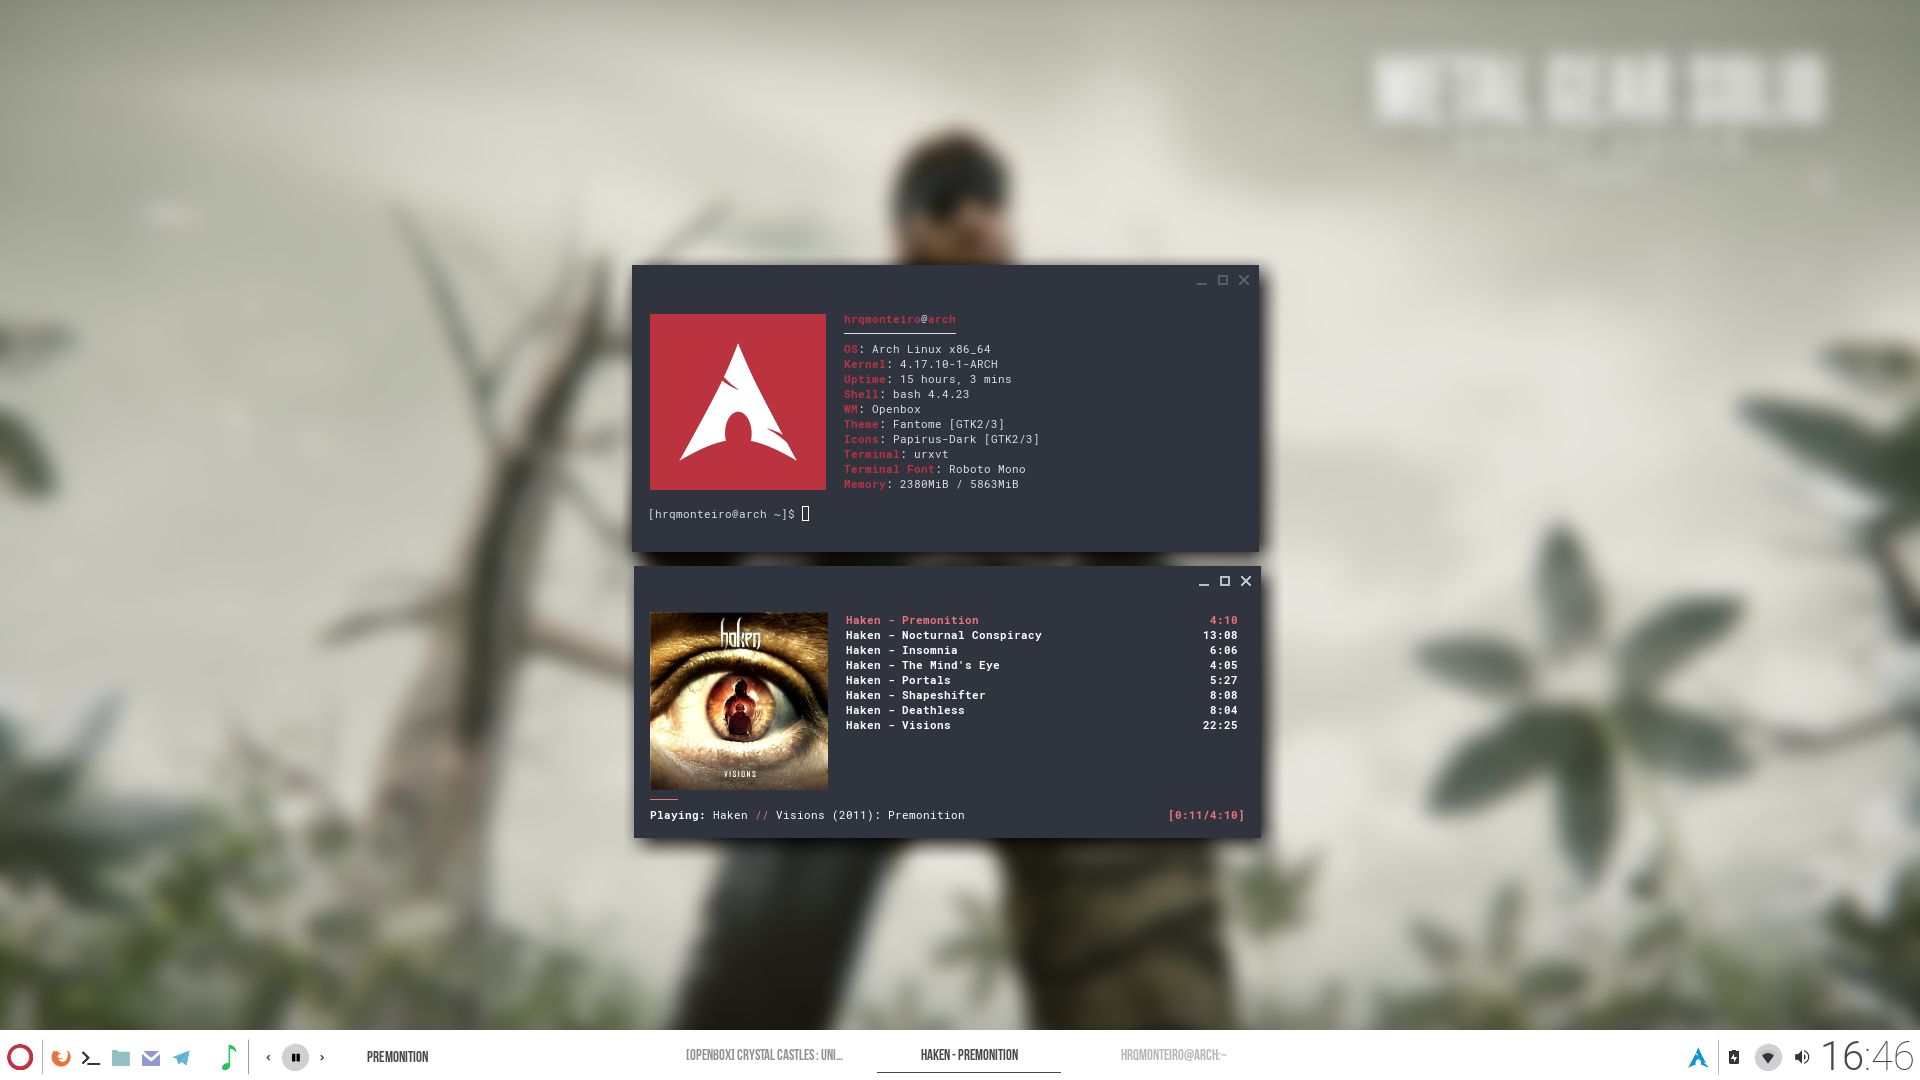 METAL GEAR SOLID
hrqmonteiro@arch
OS: Arch Linux x86_64
Kernel: 4.17.10-1-ARCH
Uptime: 15 hours, 3 mins
Shell: bash 4.4.23
WM: Openbox
Theme: Fantome [GTK2/3]
Icons: Papirus-Dark [GTK2/3]
Terminal: urxvt
Terminal Font: Roboto Mono
Memory: 2380MiB / 5863MiB
[hrqmonteiro@arch ~]$
haken
VISIONS
Haken - Premonition 4:10
Haken - Nocturnal Conspiracy 13:08
Haken - Insomnia 6:06
Haken - The Mind's Eye 4:05
Haken - Portals 5:27
Haken - Shapeshifter 8:08
Haken - Deathless 8:04
Haken - Visions 22:25
Playing: Haken // Visions (2011): Premonition [0:11/4:10]
PREMONITION
[OPENBOX] CRYSTAL CASTLES : UNI...
HAKEN - PREMONITION
HRQMONTEIRO@ARCH:~
16:46